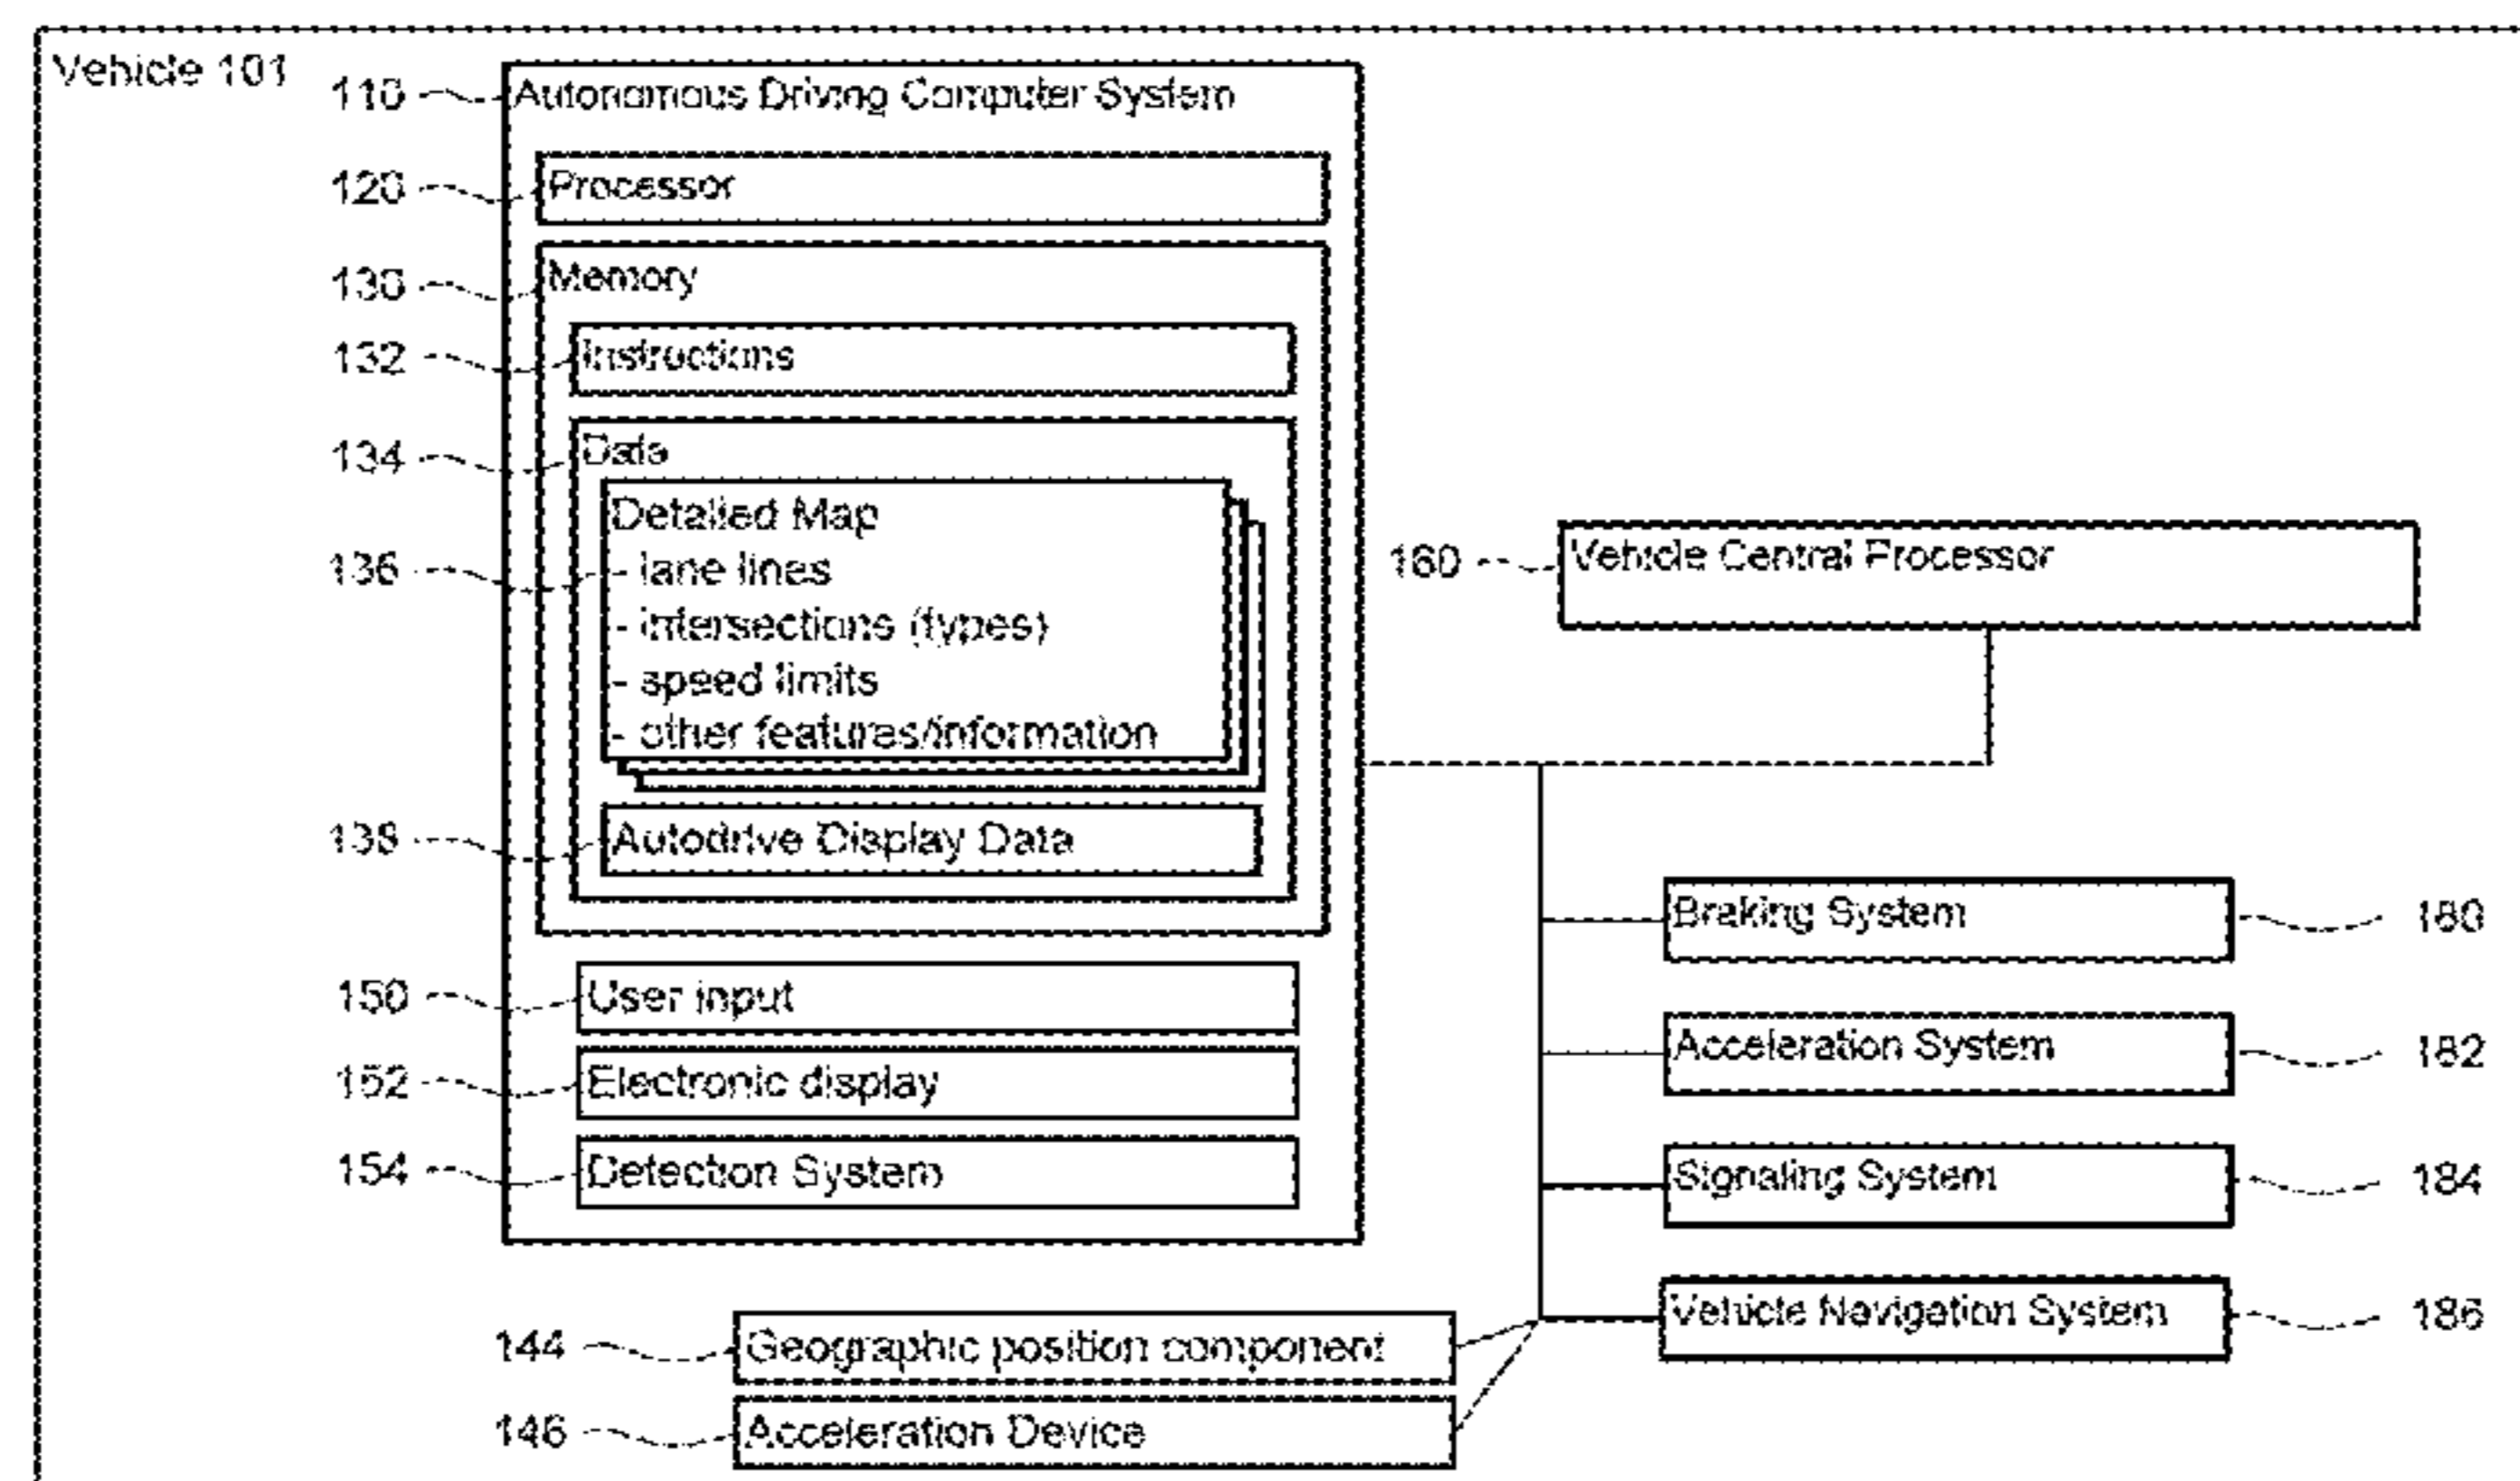 Vehicle 101
110 Autonomous Driving Computer System
120 Processor
130 Memory
132 Instructions
134 Data
Detailed Map
136 - lane lines
- intersections (types)
- speed limits
- other features/information
138 Autodrive Display Data
150 User input
152 Electronic display
154 Detection System
144 Geographic position component
146 Acceleration Device
160 Vehicle Central Processor
Braking System 180
Acceleration System 182
Signaling System 184
Vehicle Navigation System 186